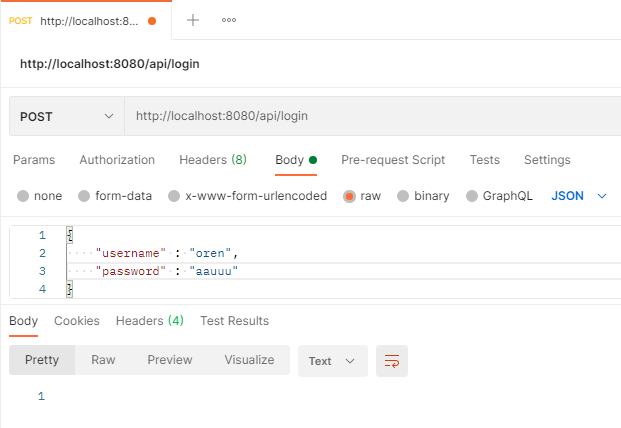 POST http://localhost:8...
http://localhost:8080/api/login
POST http://localhost:8080/api/login
Params Authorization Headers (8) Body Pre-request Script Tests Settings
none form-data x-www-form-urlencoded raw binary GraphQL JSON
1 {
2 "username" : "oren",
3 "password" : "aauuu"
4 }
Body Cookies Headers (4) Test Results
Pretty Raw Preview Visualize Text
1